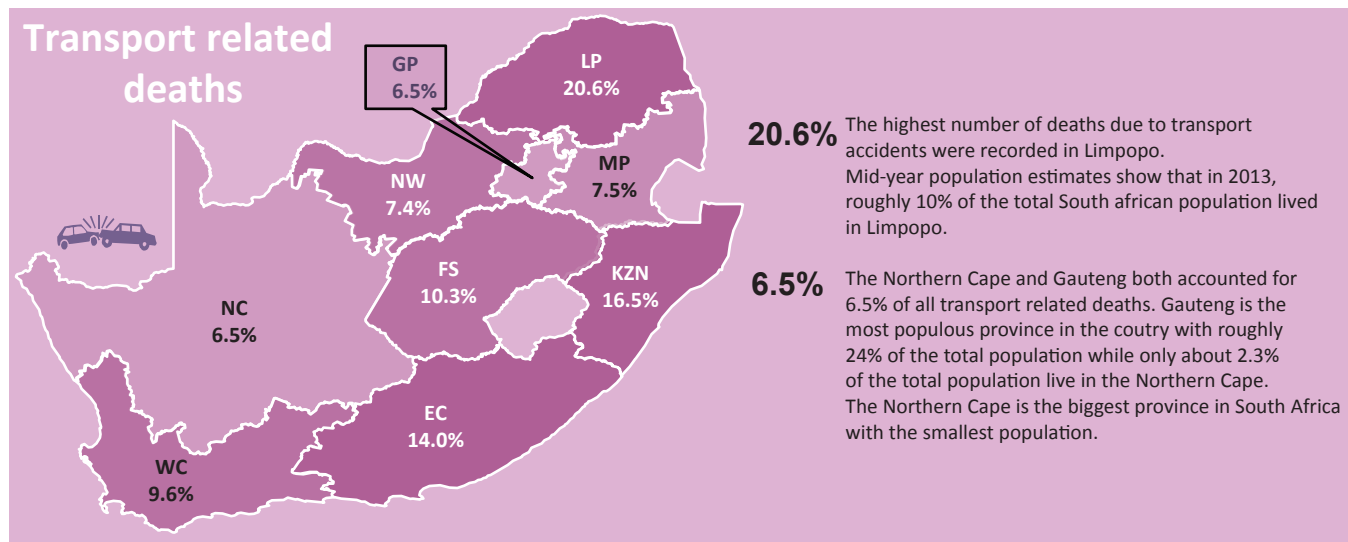 Transport related
deaths
GP
6.5%
LP
20.6%
MP
7.5%
NW
7.4%
FS
10.3%
KZN
16.5%
NC
6.5%
EC
14.0%
WC
9.6%
20.6%
The highest number of deaths due to transport
accidents were recorded in Limpopo.
Mid-year population estimates show that in 2013,
roughly 10% of the total South african population lived
in Limpopo.
6.5%
The Northern Cape and Gauteng both accounted for
6.5% of all transport related deaths. Gauteng is the
most populous province in the coutry with roughly
24% of the total population while only about 2.3%
of the total population live in the Northern Cape.
The Northern Cape is the biggest province in South Africa
with the smallest population.